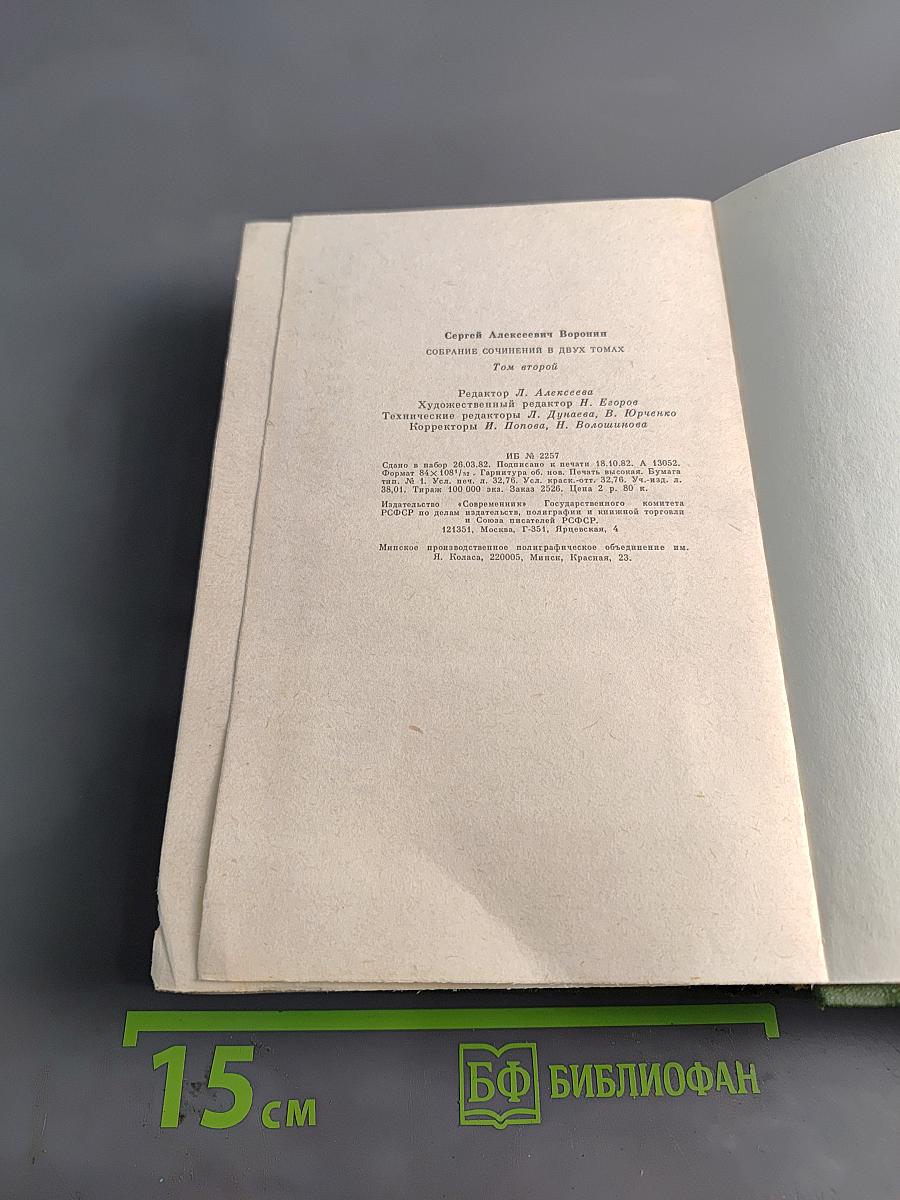 Сергей Алексеевич Воронин
СОБРАНИЕ СОЧИНЕНИЙ В ДВУХ ТОМАХ
Том второй
Редактор Л. Алексеева
Художественный редактор Н. Егоров
Технические редакторы Л. Дунаева, В. Юрченко
Корректоры И. Попова, Н. Волошинова
ИБ № 2257
Сдано в набор 26.03.82. Подписано к печати 18.10.82. А 13052.
Формат 84×108¹/₃₂. Гарнитура об. нов. Печать высокая. Бумага
тип. № 1. Усл. печ. л. 32,76. Усл. краск.-отт. 32,76. Уч.-изд. л.
38,01. Тираж 100 000 экз. Заказ 2526. Цена 2 р. 80 к.
Издательство «Современник» Государственного комитета
РСФСР по делам издательств, полиграфии и книжной торговли
и Союза писателей РСФСР.
121351, Москва, Г-351, Ярцевская, 4
Минское производственное полиграфическое объединение им.
Я. Коласа, 220005, Минск, Красная, 23.
15 см
БФ БИБЛИОФАН